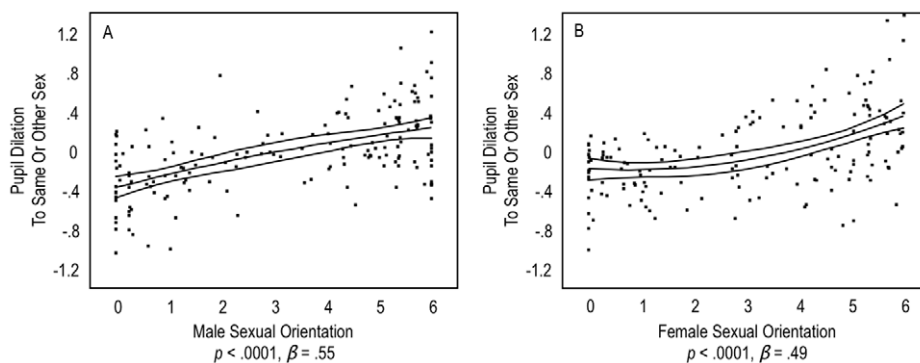 A
1.2
.8
.4
0
-.4
-.8
-1.2
Pupil Dilation
To Same Or Other Sex
0 1 2 3 4 5 6
Male Sexual Orientation
p < .0001, β = .55
B
1.2
.8
.4
0
-.4
-.8
-1.2
Pupil Dilation
To Same Or Other Sex
0 1 2 3 4 5 6
Female Sexual Orientation
p < .0001, β = .49